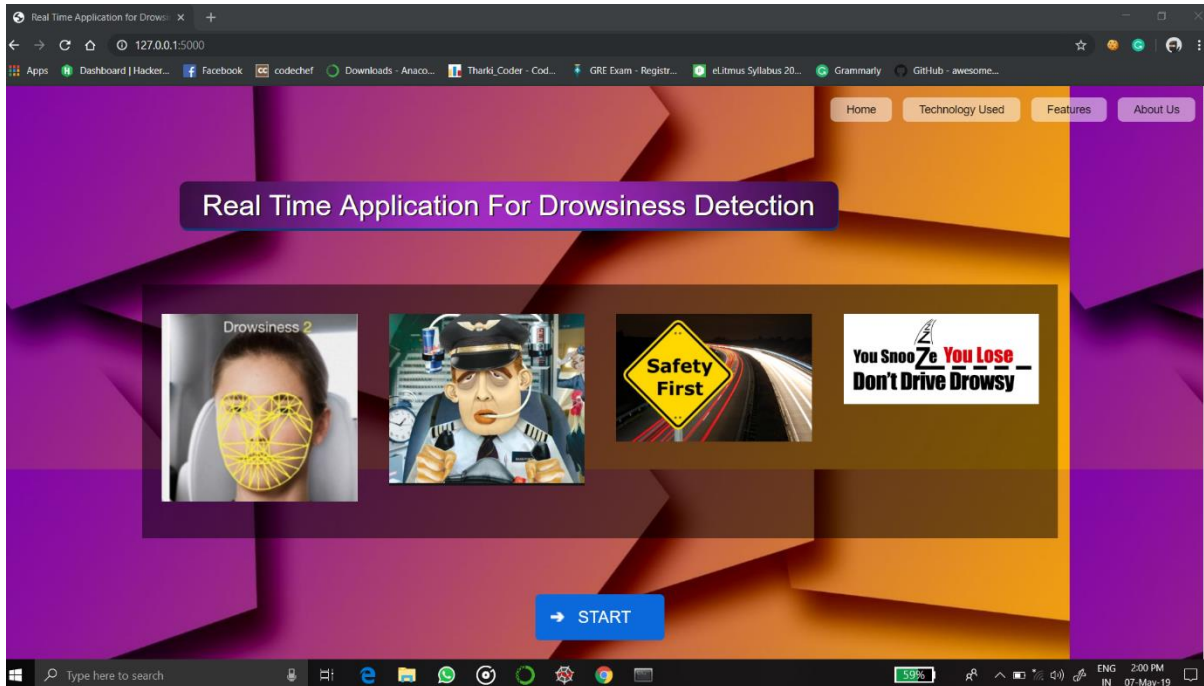 Real Time Application for Drowsi
127.0.0.1:5000
Apps
Dashboard | Hacker...
Facebook
codechef
Downloads - Anaco...
Tharki_Coder - Cod...
GRE Exam - Registr...
eLitmus Syllabus 20...
Grammarly
GitHub - awesome...
Home
Technology Used
Features
About Us
Real Time Application For Drowsiness Detection
Drowsiness 2
Safety
First
You SnooZe You Lose
Don't Drive Drowsy
START
Type here to search
59%
ENG
IN
2:00 PM
07-May-19